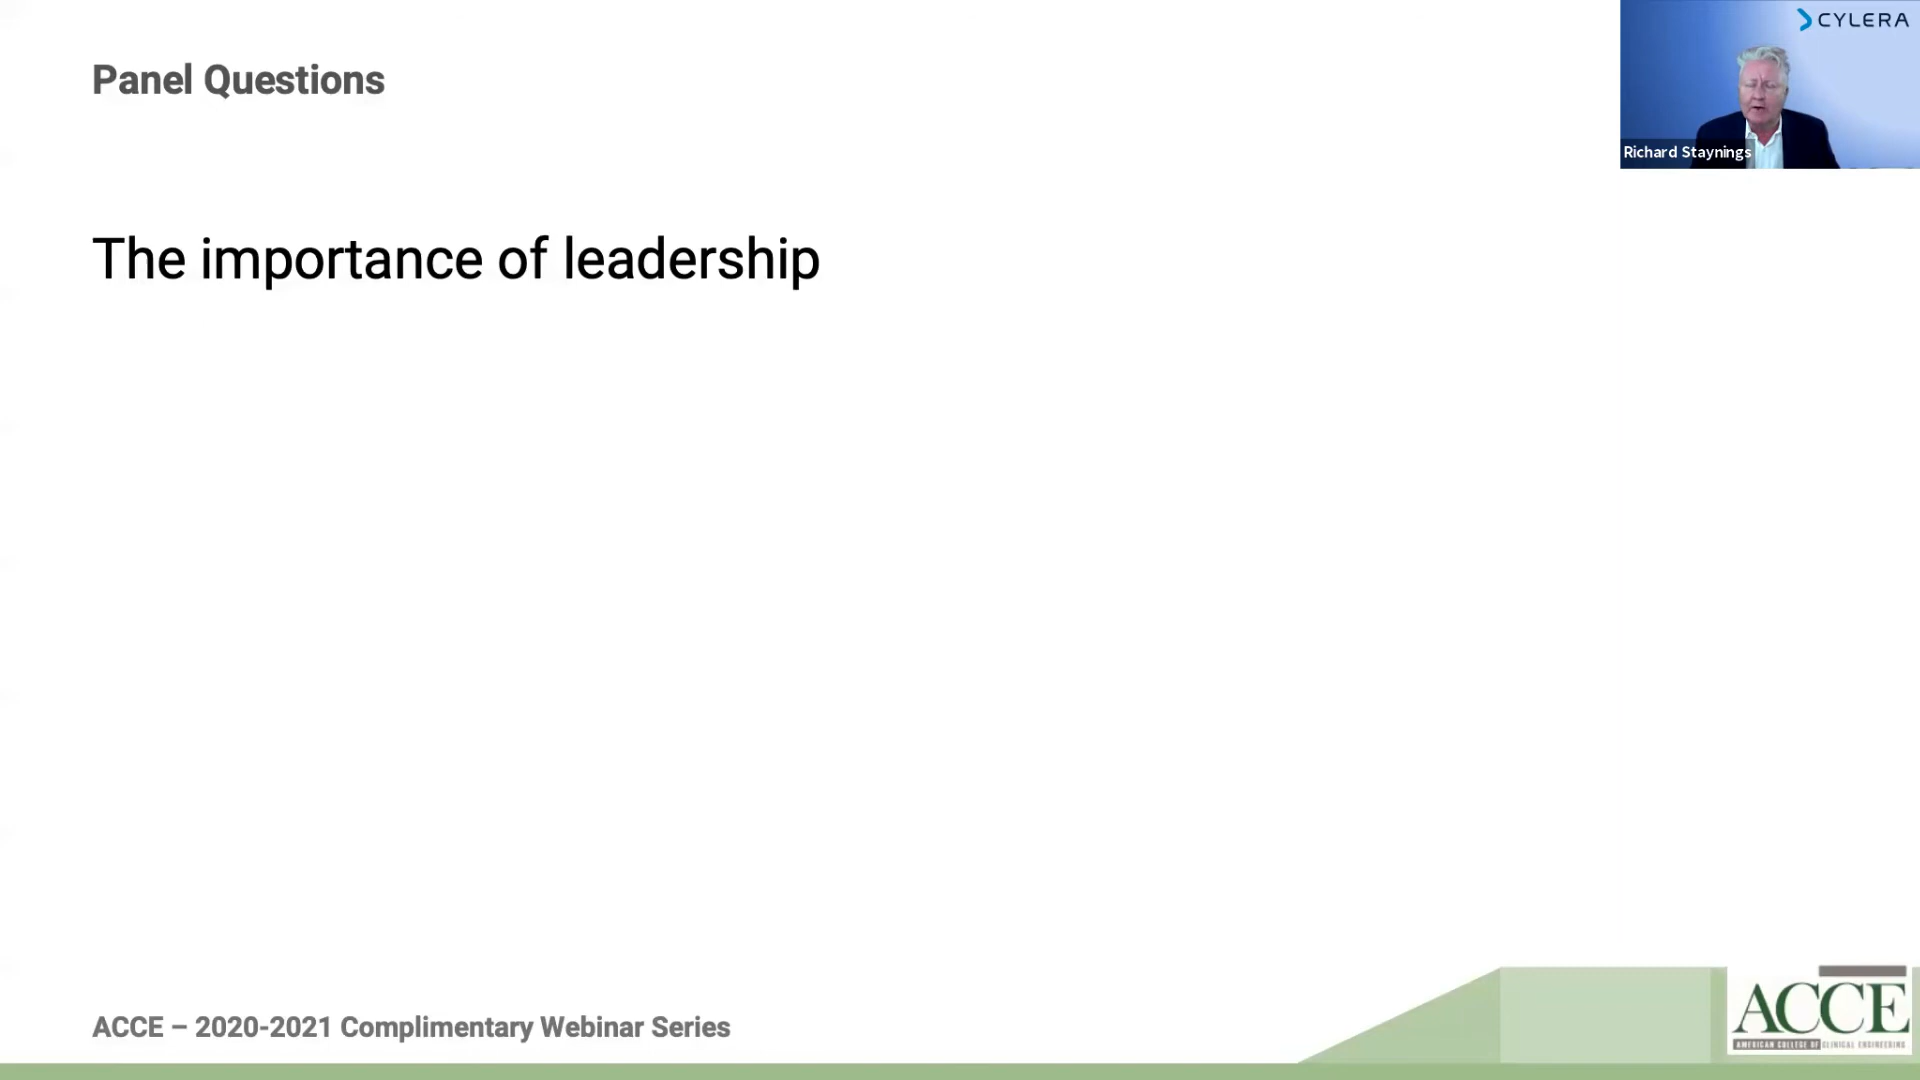 Panel Questions
CYLERA
Richard Staynings
The importance of leadership
ACCE – 2020-2021 Complimentary Webinar Series
ACCE
AMERICAN COLLEGE OF CLINICAL ENGINEERING